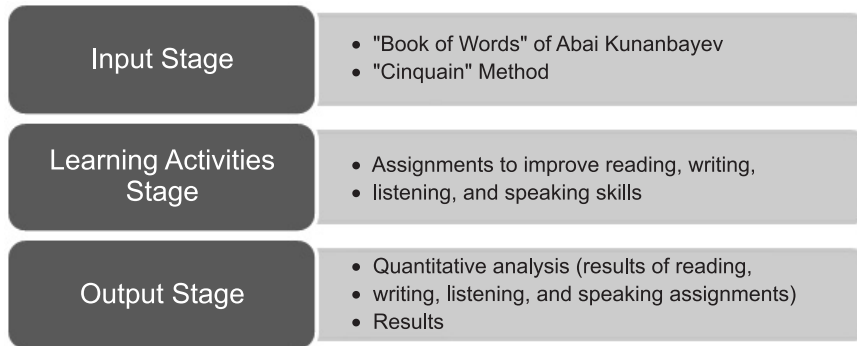 Input Stage
• "Book of Words" of Abai Kunanbayev
• "Cinquain" Method
Learning Activities
Stage
• Assignments to improve reading, writing,
• listening, and speaking skills
Output Stage
• Quantitative analysis (results of reading,
• writing, listening, and speaking assignments)
• Results